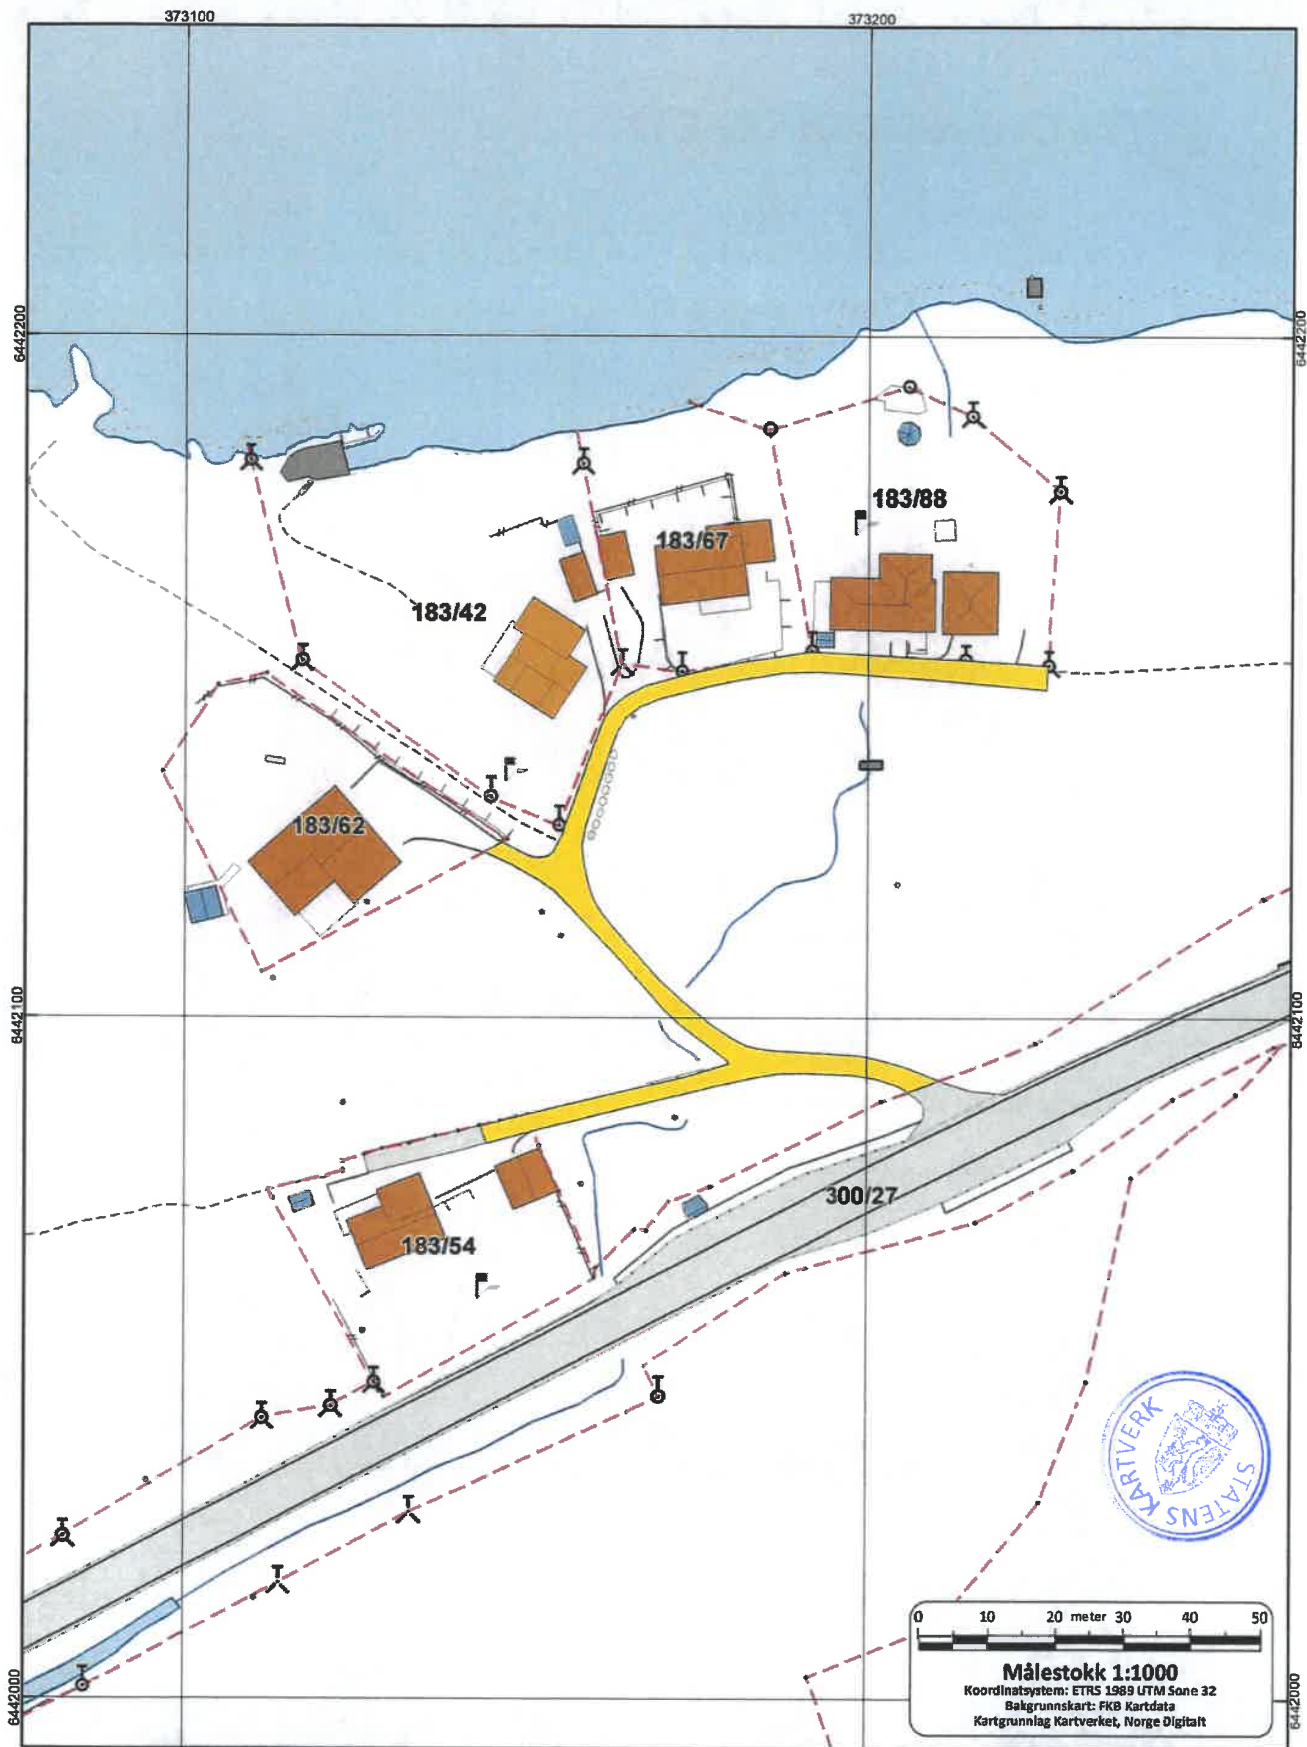 373100
373200
6442200
6442200
183/88
183/67
183/42
183/62
6442100
6442100
300/27
183/54
STATENS KARTVERK
0 10 20 meter 30 40 50
Målestokk 1:1000
Koordinatsystem: ETRS 1989 UTM Sone 32
Bakgrunnskart: FKB Kartdata
Kartgrunnlag Kartverket, Norge Digitalt
6442000
6442000